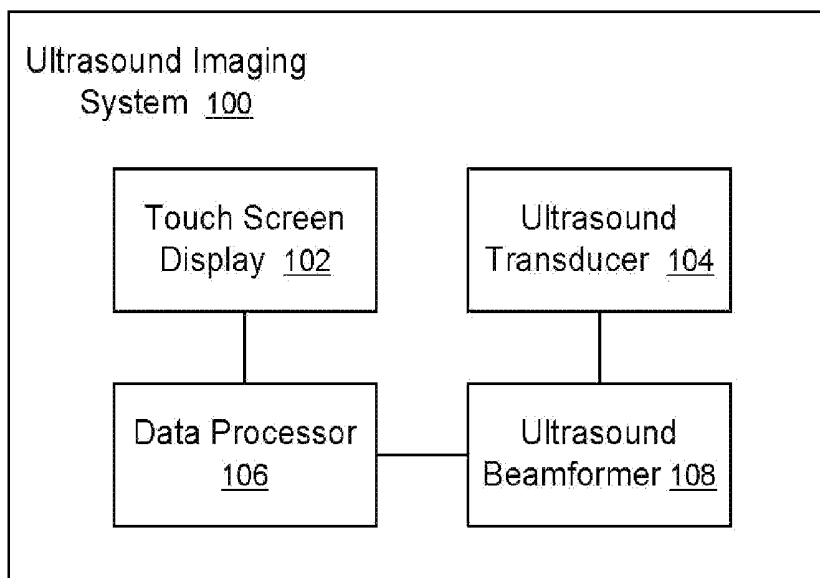 Ultrasound Imaging
System 100
Touch Screen
Display 102
Ultrasound
Transducer 104
Data Processor
106
Ultrasound
Beamformer 108